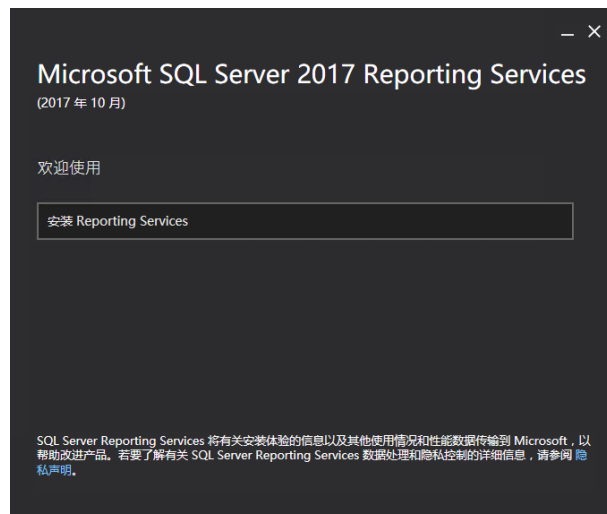 Microsoft SQL Server 2017 Reporting Services
(2017 年 10 月)
欢迎使用
安装 Reporting Services
SQL Server Reporting Services 将有关安装体验的信息以及其他使用情况和性能数据传输到 Microsoft，以
帮助改进产品。若要了解有关 SQL Server Reporting Services 数据处理和隐私控制的详细信息，请参阅 隐
私声明。